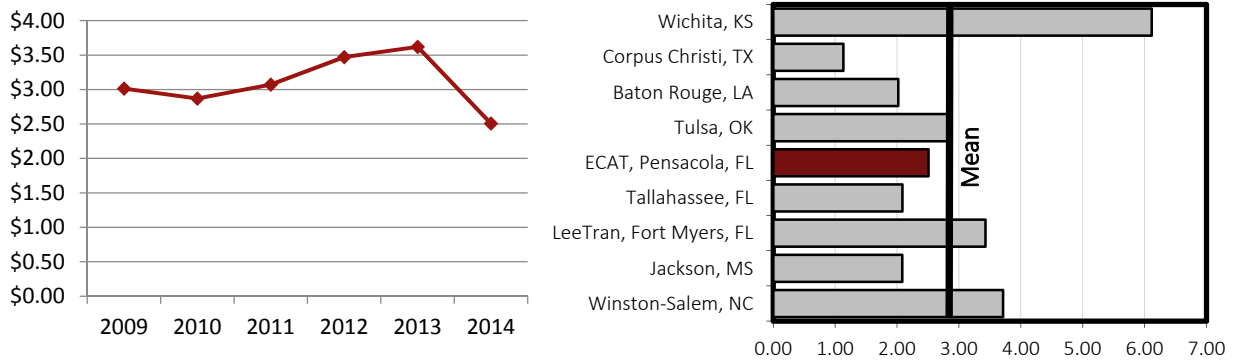 $4.00
$3.50
$3.00
$2.50
$2.00
$1.50
$1.00
$0.50
$0.00
2009 2010 2011 2012 2013 2014
Wichita, KS
Corpus Christi, TX
Baton Rouge, LA
Tulsa, OK
ECAT, Pensacola, FL
Tallahassee, FL
LeeTran, Fort Myers, FL
Jackson, MS
Winston-Salem, NC
Mean
0.00 1.00 2.00 3.00 4.00 5.00 6.00 7.00